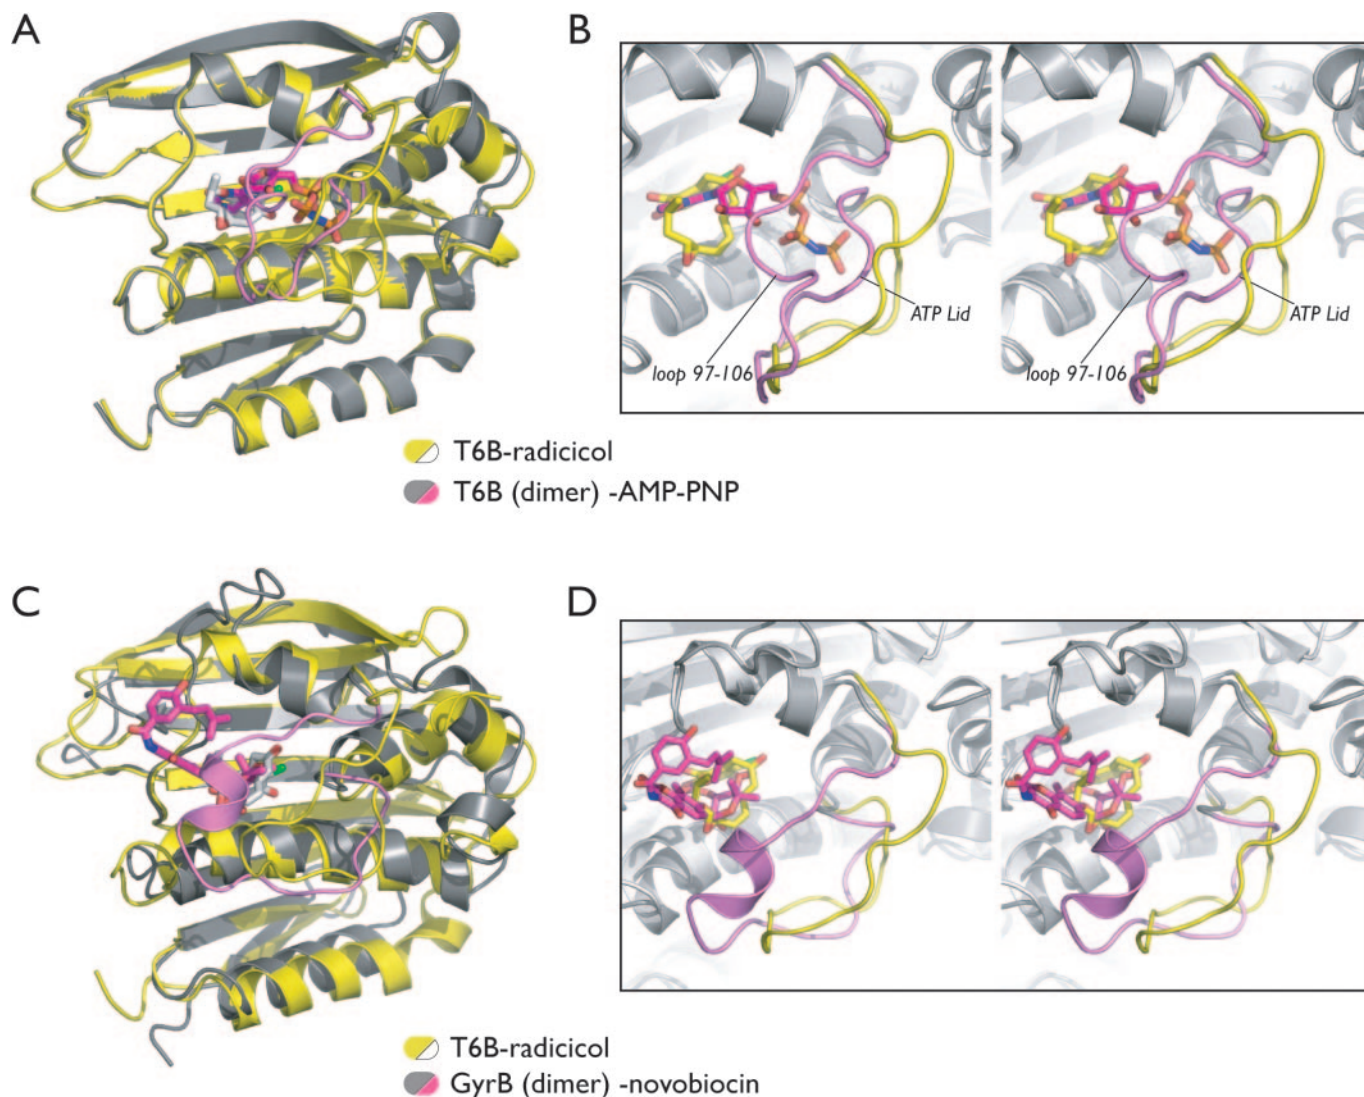 A
B
ATP Lid
loop 97-106
ATP Lid
loop 97-106
T6B-radicicol
T6B (dimer) -AMP-PNP
C
D
T6B-radicicol
GyrB (dimer) -novobiocin